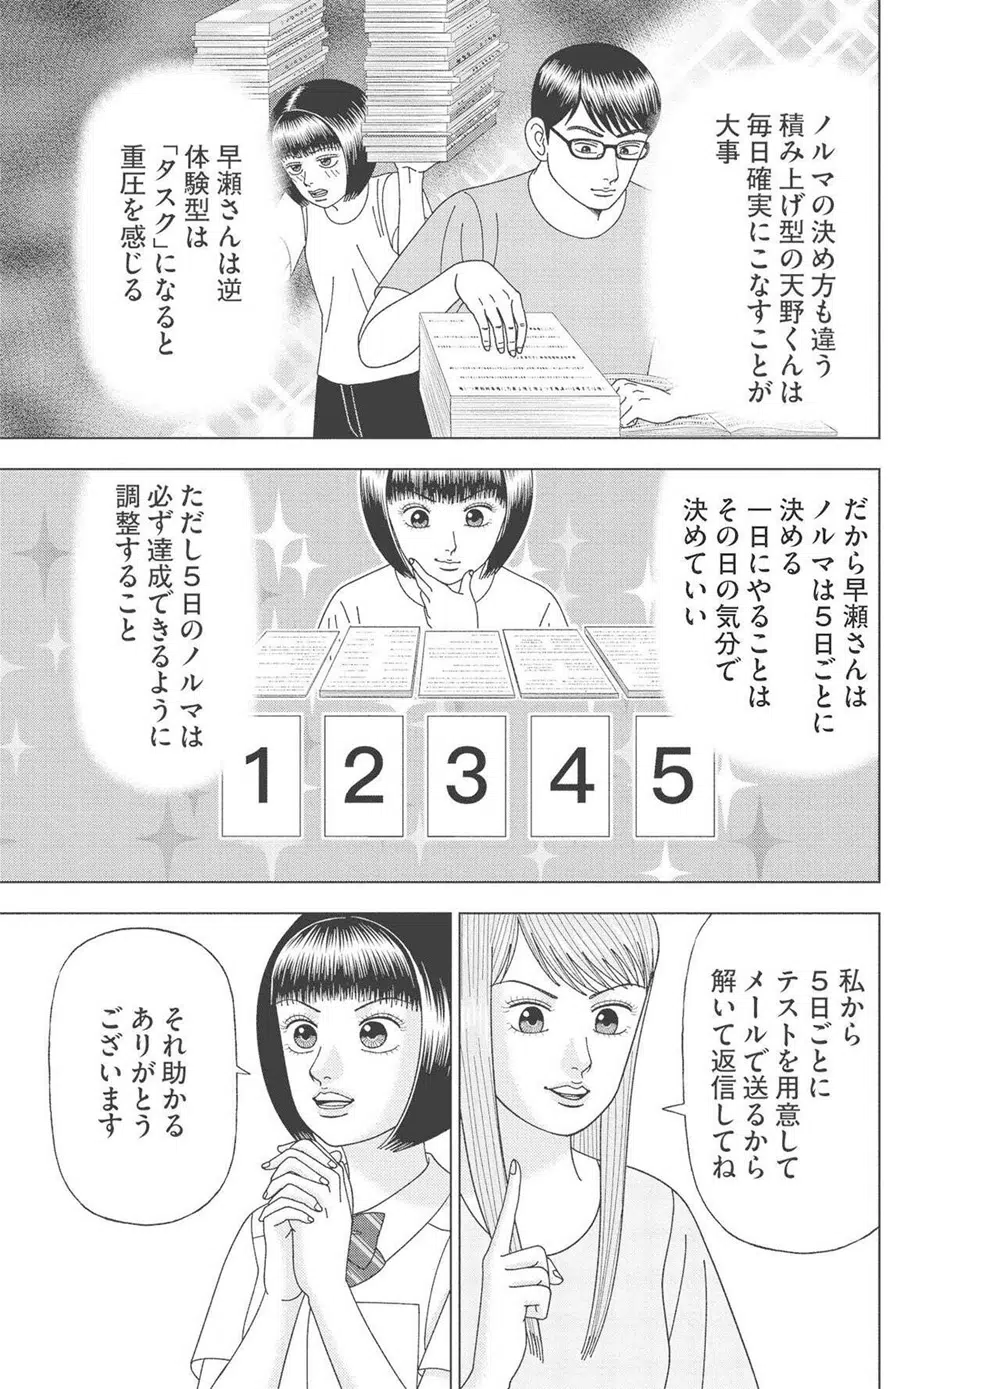 ノルマの決め方も違う
積み上げ型の天野くんは
毎日確実にこなすことが
大事
早瀬さんは逆
体験型は
「タスク」になると
重圧を感じる
だから早瀬さんは
ノルマは5日ごとに
決める
一日にやることは
その日の気分で
決めていい
ただし5日のノルマは
必ず達成できるように
調整すること
1 2 3 4 5
私から
5日ごとに
テストを用意して
メールで送るから
解いて返信してね
それ助かる
ありがとう
ございます